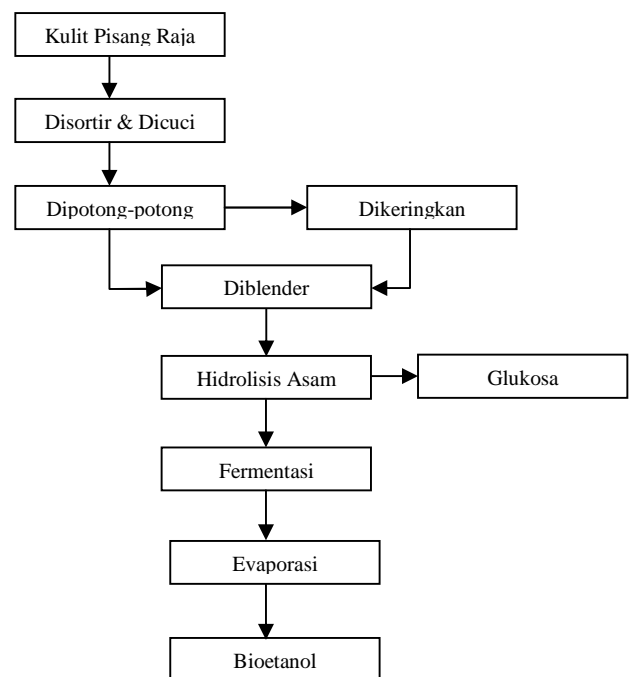 Kulit Pisang Raja
Disortir & Dicuci
Dipotong-potong
Dikeringkan
Diblender
Hidrolisis Asam
Glukosa
Fermentasi
Evaporasi
Bioetanol